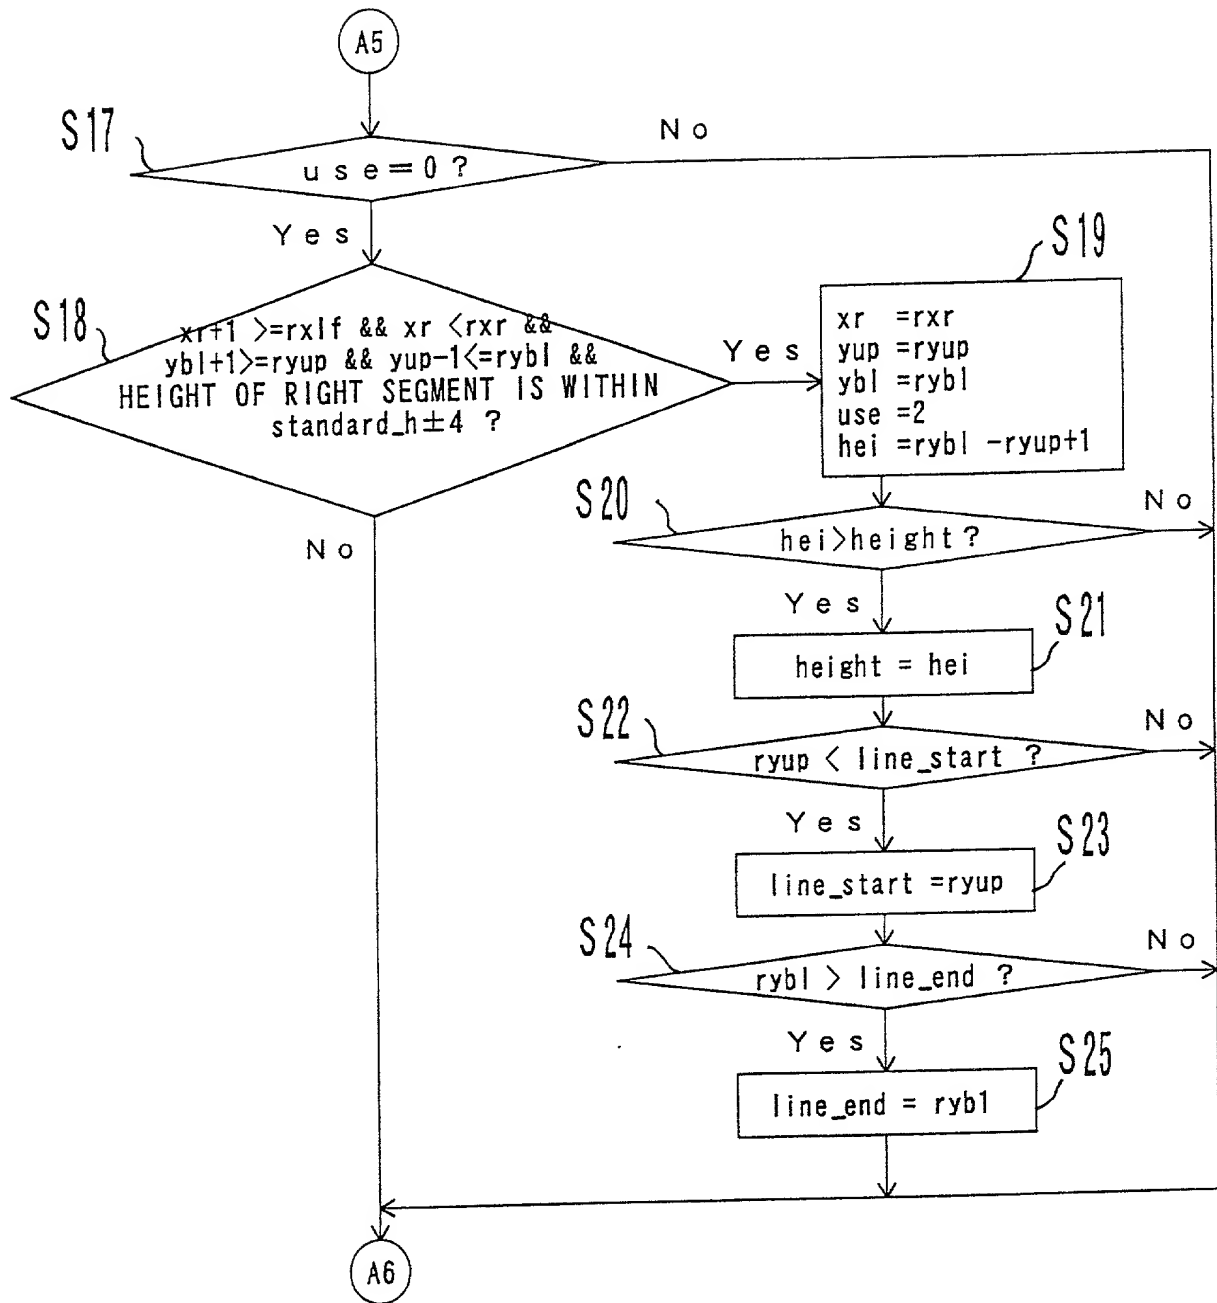 A5
S17
No
use=0?
Yes
S18
xr+1 >=rxlf && xr <rxr &&
ybl+1>=ryup && yup-1<=rybl &&
HEIGHT OF RIGHT SEGMENT IS WITHIN
standard_h±4 ?
Yes
No
S19
xr =rxr
yup =ryup
ybl =rybl
use =2
hei =rybl -ryup+1
S20
No
hei>height?
Yes
S21
height = hei
S22
No
ryup < line_start ?
Yes
S23
line_start =ryup
S24
No
rybl > line_end ?
Yes
S25
line_end = rybl
A6